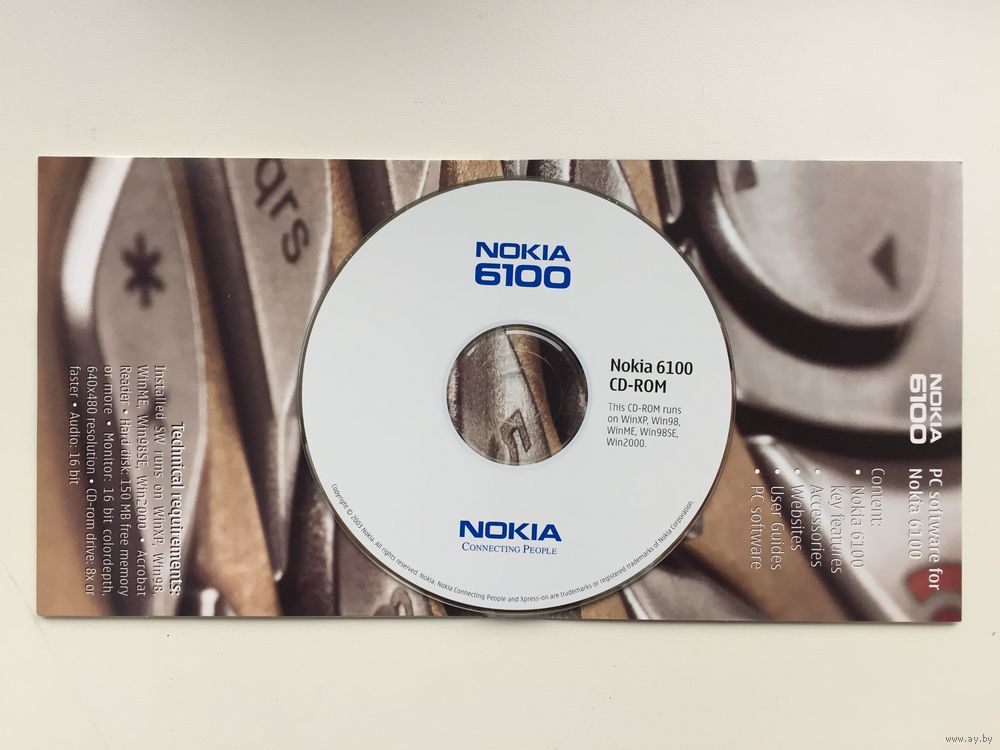 NOKIA
6100
Nokia 6100
CD-ROM
This CD-ROM runs
on WinXP, Win98,
WinME, Win98SE,
Win2000.
NOKIA
CONNECTING PEOPLE
Copyright © 2003 Nokia. All rights reserved. Nokia, Nokia Connecting People and Xpress-on are trademarks or registered trademarks of Nokia Corporation
*
qrs
Technical requirements:
Installed SW runs on WinXP, Win98,
WinME, Win98SE, Win2000 • Acrobat
Reader • Hard disk: 150 MB free memory
or more • Monitor: 16 bit colordepth,
640x480 resolution • CD-rom drive: 8x or
faster • Audio: 16 bit
NOKIA
6100
PC software for
Nokia 6100
Content:
• Nokia 6100
key features
• Accessories
• Websites
• User Guides
• PC software
www.ay.by